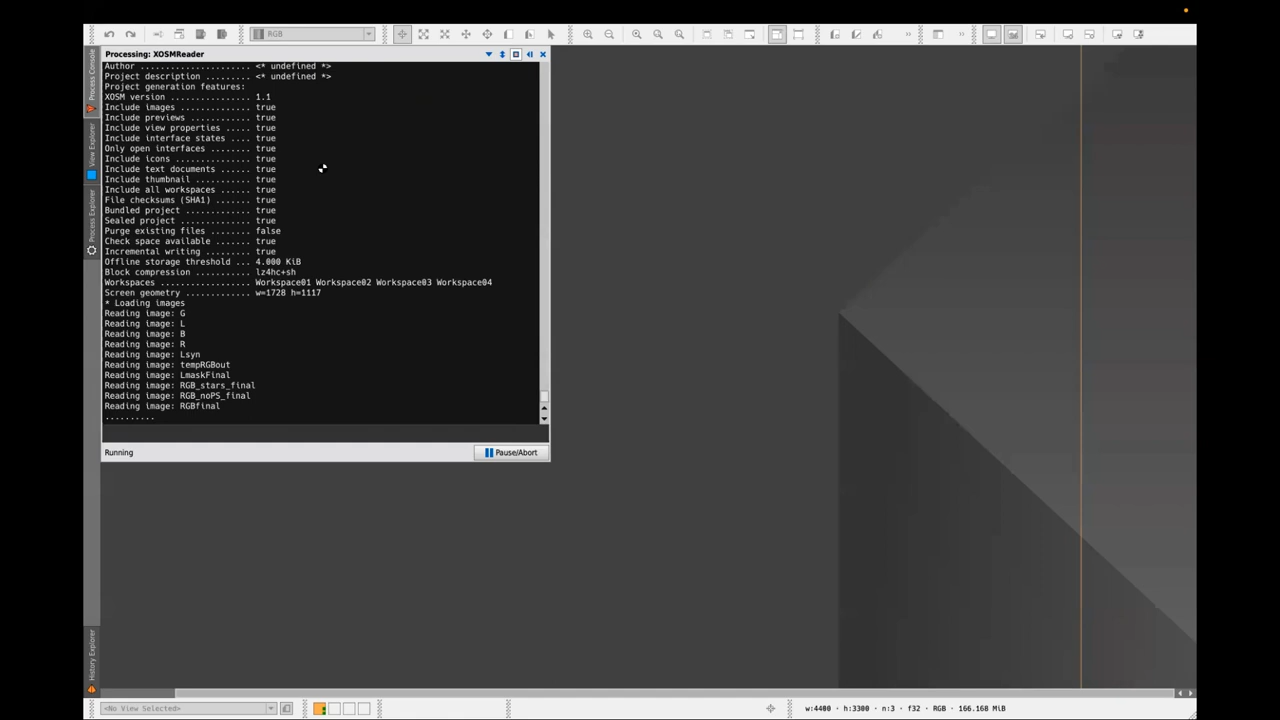 RGB
Processing: XOSMReader
Process Console
View Explorer
Process Explorer
History Explorer
Author ...................... <* undefined *>
Project description ......... <* undefined *>
Project generation features:
XOSM version ................ 1.1
Include images .............. true
Include previews ............ true
Include view properties ..... true
Include interface states .... true
Only open interfaces ........ true
Include icons ............... true
Include text documents ...... true
Include thumbnail ........... true
Include all workspaces ...... true
File checksums (SHA1) ....... true
Bundled project ............. true
Sealed project .............. true
Purge existing files ........ false
Check space available ....... true
Incremental writing ......... true
Offline storage threshold ... 4.000 KiB
Block compression ........... lz4hc+sh
Workspaces .................. Workspace01 Workspace02 Workspace03 Workspace04
Screen geometry ............. w=1728 h=1117
* Loading images
Reading image: G
Reading image: L
Reading image: B
Reading image: R
Reading image: Lsyn
Reading image: tempRGBout
Reading image: LmaskFinal
Reading image: RGB_stars_final
Reading image: RGB_noPS_final
Reading image: RGBfinal
..........
Running
Pause/Abort
<No View Selected>
w:4400 · h:3300 · n:3 · f32 · RGB · 166.168 MiB